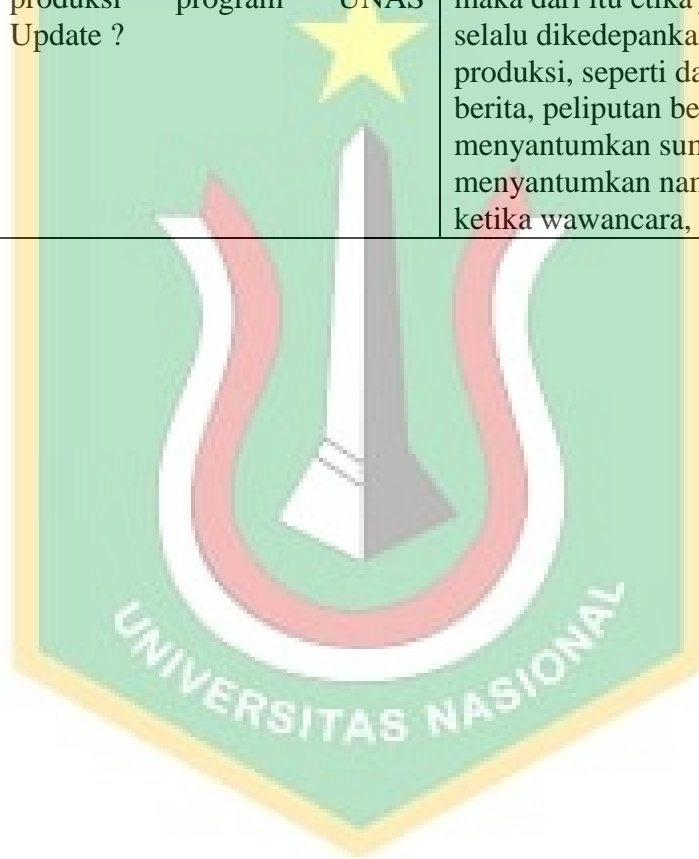 produksi program UNAS
Update ?
maka dari itu etika
selalu dikedepankan
produksi, seperti da
berita, peliputan be
menyantumkan sum
menyantumkan nam
ketika wawancara,
UNIVERSITAS NASIONAL